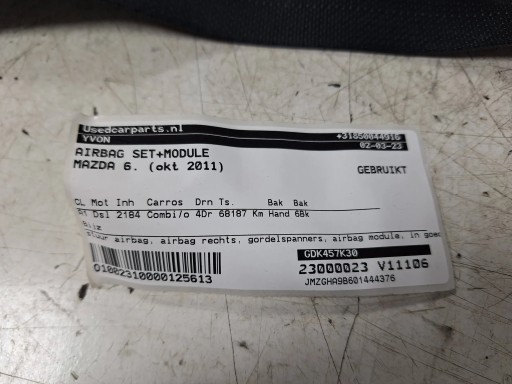 Usedcarparts.nl +31850044916
YVON 02-03-23
AIRBAG SET+MODULE
MAZDA 6. (okt 2011) GEBRUIKT
CL Mot Inh Carros Drn Ts. Bak Bak
Dsl 2184 Combi/o 4Dr 68187 Km Hand 6Bk
stuur airbag, airbag rechts, gordelspanners, airbag module, in goed
GDK457K30
O1002310000125613 23000023 V11106
JMZGHA9B601444376